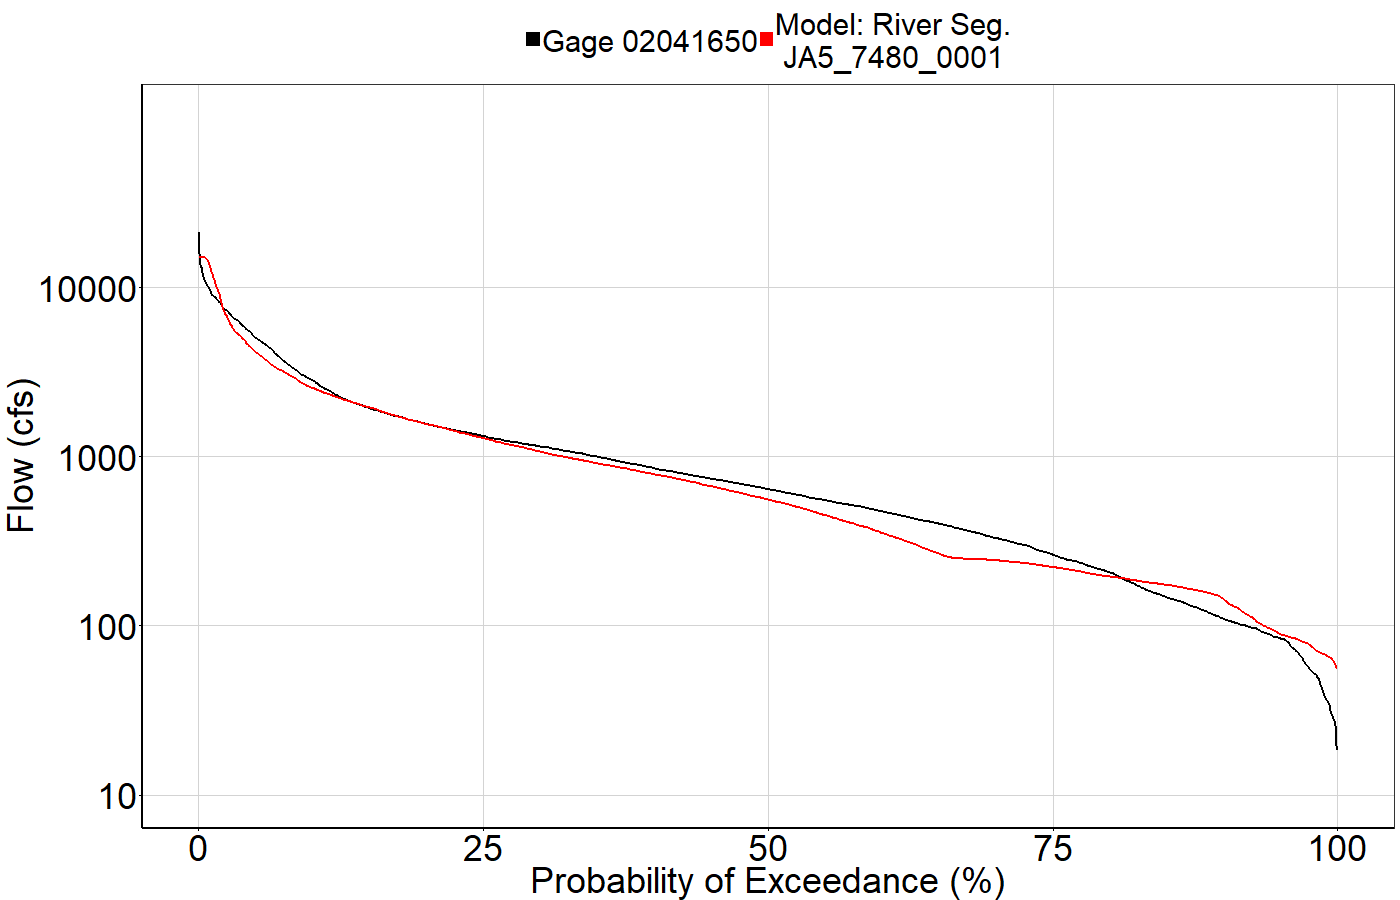 Gage 02041650
Model: River Seg.
JA5_7480_0001
Flow (cfs)
10000
1000
100
10
0 25 50 75 100
Probability of Exceedance (%)